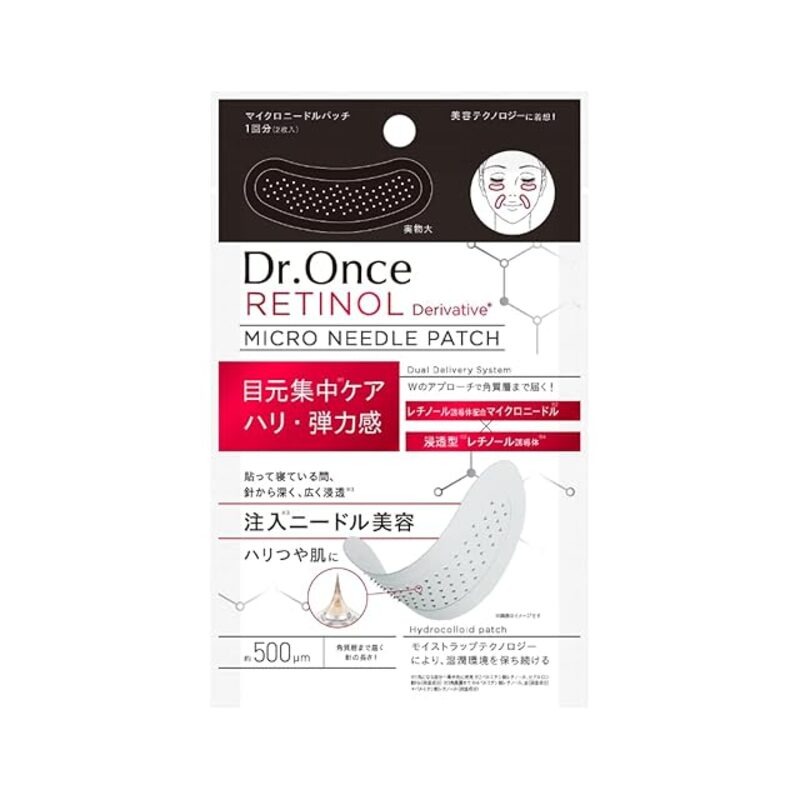 マイクロニードルパッチ
1回分(2枚入)
美容テクノロジーに着想!
実物大
Dr.Once
RETINOL Derivative*
MICRO NEEDLE PATCH
目元集中ケア
ハリ・弾力感
Dual Delivery System
Wのアプローチで角質層まで届く!
レチノール誘導体配合マイクロニードル
×
浸透型レチノール誘導体
貼って寝ている間、
針から深く、広く浸透
注入ニードル美容
ハリつや肌に
※画像はイメージです
約500μm
角質層まで届く
針の長さ!
Hydrocolloid patch
モイストラップテクノロジー
により、湿潤環境を保ち続ける